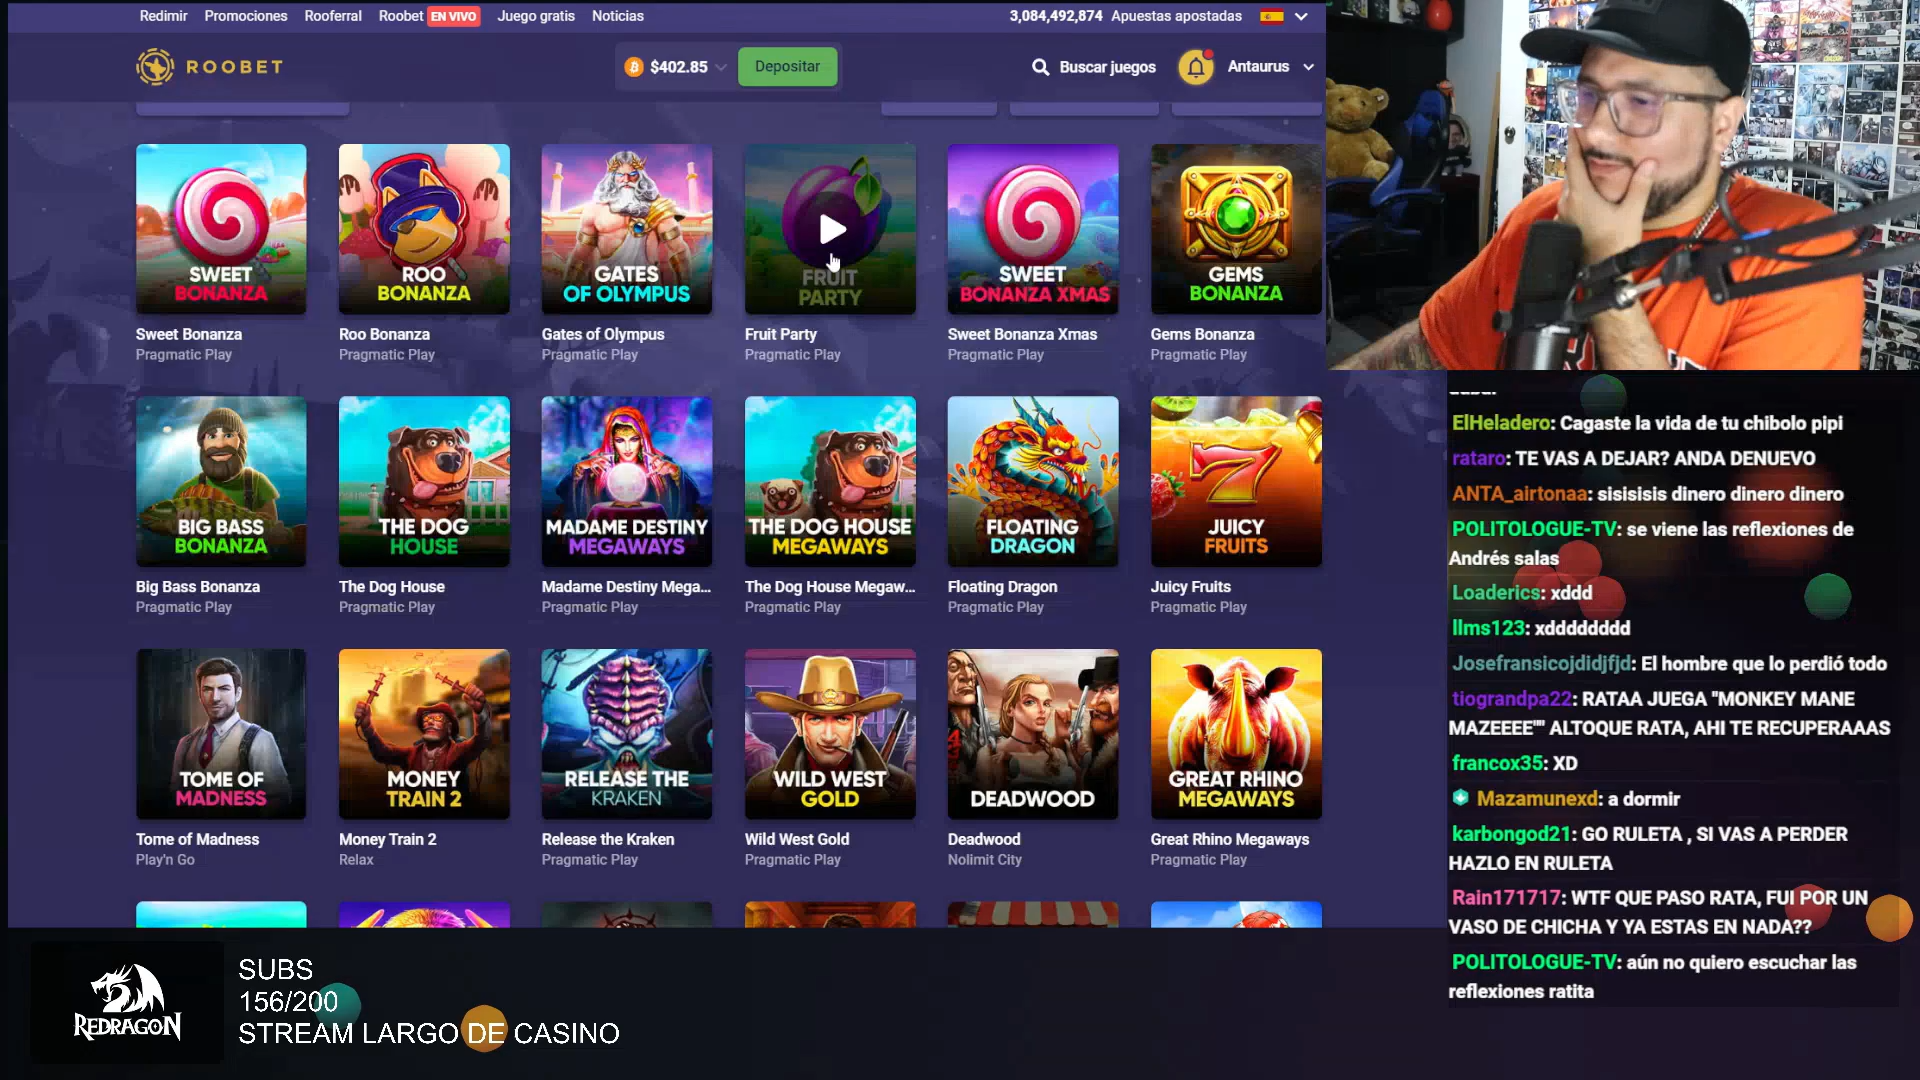 Redimir Promociones Rooferral Roobet EN VIVO Juego gratis Noticias 3,084,492,874 Apuestas apostadas
ROOBET $402.85 Depositar Buscar juegos Antaurus
SWEET BONANZA
ROO BONANZA
GATES OF OLYMPUS
FRUIT PARTY
SWEET BONANZA XMAS
GEMS BONANZA
Sweet Bonanza Roo Bonanza Gates of Olympus Fruit Party Sweet Bonanza Xmas Gems Bonanza
Pragmatic Play Pragmatic Play Pragmatic Play Pragmatic Play Pragmatic Play Pragmatic Play
BIG BASS BONANZA
THE DOG HOUSE
MADAME DESTINY MEGAWAYS
THE DOG HOUSE MEGAWAYS
FLOATING DRAGON
JUICY FRUITS
Big Bass Bonanza The Dog House Madame Destiny Mega... The Dog House Megaw... Floating Dragon Juicy Fruits
Pragmatic Play Pragmatic Play Pragmatic Play Pragmatic Play Pragmatic Play Pragmatic Play
TOME OF MADNESS
MONEY TRAIN 2
RELEASE THE KRAKEN
WILD WEST GOLD
DEADWOOD
GREAT RHINO MEGAWAYS
Tome of Madness Money Train 2 Release the Kraken Wild West Gold Deadwood Great Rhino Megaways
Play'n Go Relax Pragmatic Play Pragmatic Play Nolimit City Pragmatic Play
ElHeladero: Cagaste la vida de tu chibolo pipi
rataro: TE VAS A DEJAR? ANDA DENUEVO
ANTA_airtonaa: sisisisis dinero dinero dinero
POLITOLOGUE-TV: se viene las reflexiones de
Andrés salas
Loaderics: xddd
llms123: xdddddddd
Josefransicojdidjfjd: El hombre que lo perdió todo
tiograndpa22: RATAA JUEGA "MONKEY MANE
MAZEEEE"" ALTOQUE RATA, AHI TE RECUPERAAAS
francox35: XD
Mazamunexd: a dormir
karbongod21: GO RULETA , SI VAS A PERDER
HAZLO EN RULETA
Rain171717: WTF QUE PASO RATA, FUI POR UN
VASO DE CHICHA Y YA ESTAS EN NADA??
POLITOLOGUE-TV: aún no quiero escuchar las
reflexiones ratita
REDRAGON
SUBS
156/200
STREAM LARGO DE CASINO